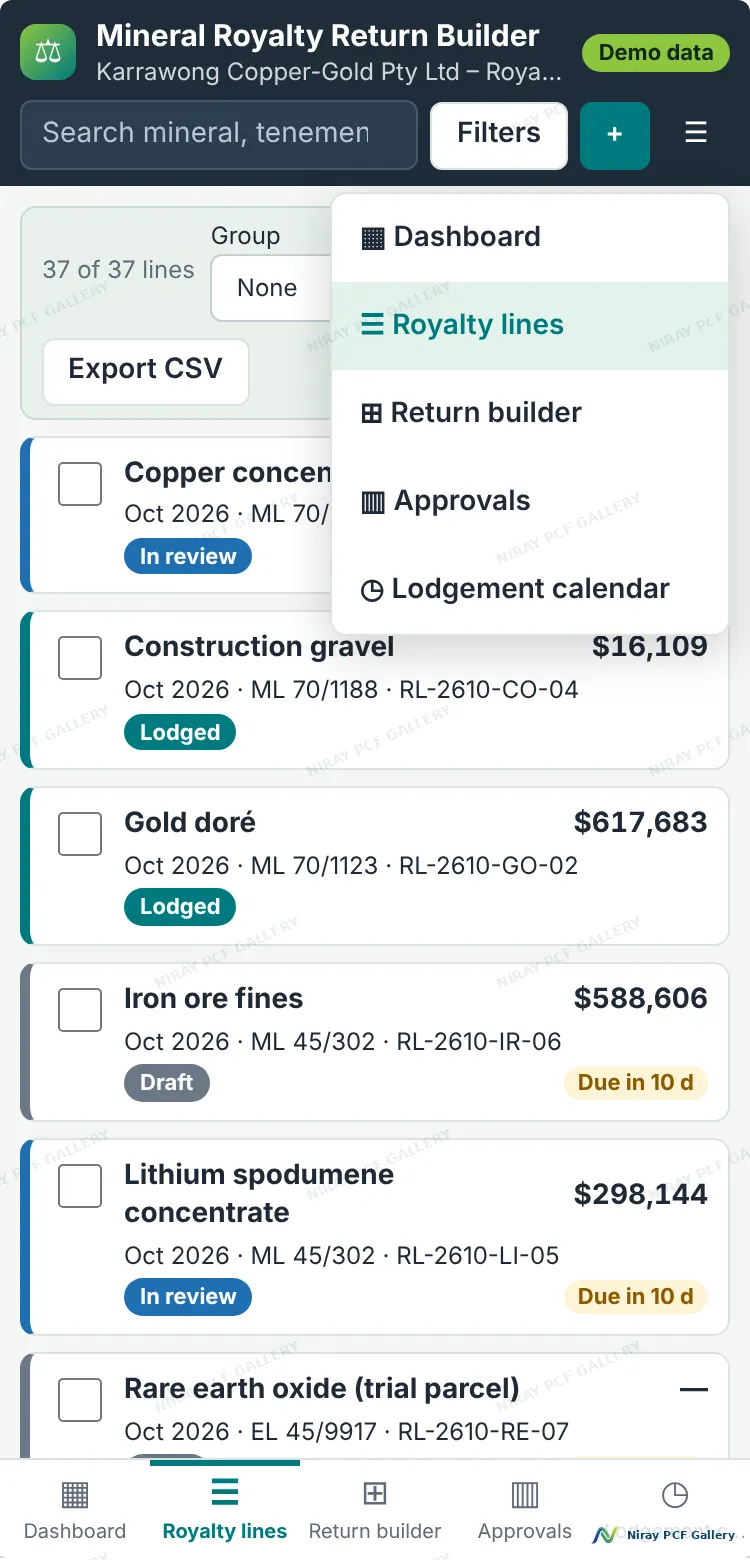 Mineral Royalty Return Builder
Karrawong Copper-Gold Pty Ltd – Roya...
Demo data
Search mineral, tenemen
Filters
+
Dashboard
Royalty lines
Return builder
Approvals
Lodgement calendar
37 of 37 lines
Group
None
Export CSV
Copper concen
Oct 2026 · ML 70/
In review
Construction gravel
$16,109
Oct 2026 · ML 70/1188 · RL-2610-CO-04
Lodged
Gold doré
$617,683
Oct 2026 · ML 70/1123 · RL-2610-GO-02
Lodged
Iron ore fines
$588,606
Oct 2026 · ML 45/302 · RL-2610-IR-06
Draft
Due in 10 d
Lithium spodumene
concentrate
$298,144
Oct 2026 · ML 45/302 · RL-2610-LI-05
In review
Due in 10 d
Rare earth oxide (trial parcel)
—
Oct 2026 · EL 45/9917 · RL-2610-RE-07
Dashboard
Royalty lines
Return builder
Approvals
Niray PCF Gallery
NIRAY PCF GALLERY